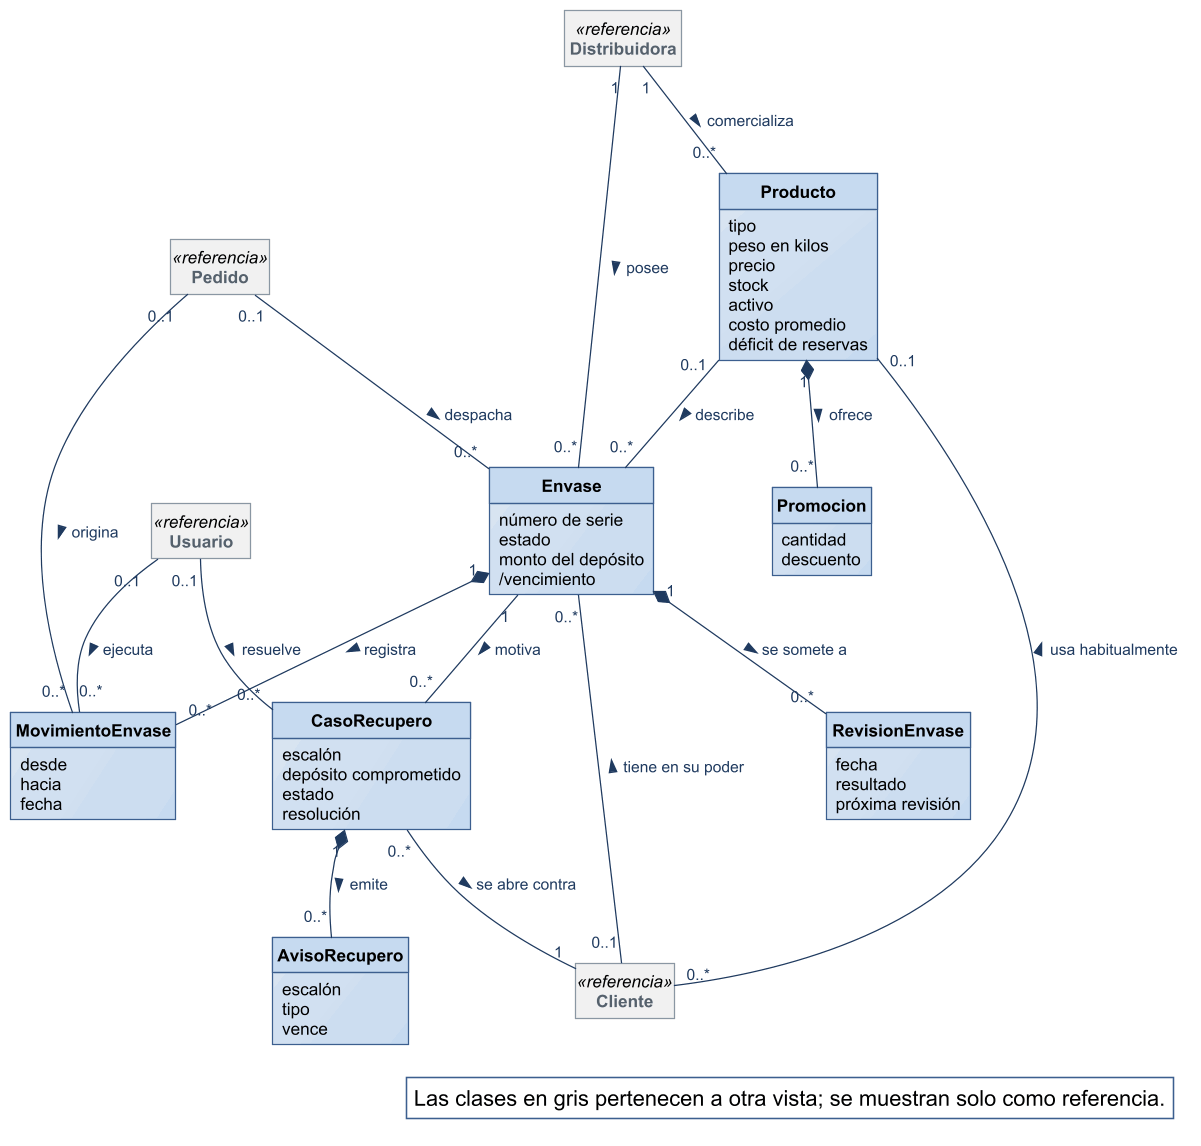 «referencia»
Distribuidora
1
1
comercializa
0..*
Producto
tipo
peso en kilos
precio
stock
activo
costo promedio
déficit de reservas
«referencia»
Pedido
posee
0..1
0..1
0..1
0..1
1
despacha
describe
ofrece
0..*
0..*
0..*
0..*
Envase
número de serie
estado
monto del depósito
/vencimiento
Promocion
cantidad
descuento
«referencia»
Usuario
origina
0..1
0..1
1
1
1
0..*
ejecuta
resuelve
registra
motiva
se somete a
usa habitualmente
0..*
0..*
0..*
0..*
0..*
0..*
MovimientoEnvase
desde
hacia
fecha
CasoRecupero
escalón
depósito comprometido
estado
resolución
RevisionEnvase
fecha
resultado
próxima revisión
tiene en su poder
1
0..*
emite
se abre contra
0..*
1
0..1
0..*
AvisoRecupero
escalón
tipo
vence
«referencia»
Cliente
Las clases en gris pertenecen a otra vista; se muestran solo como referencia.